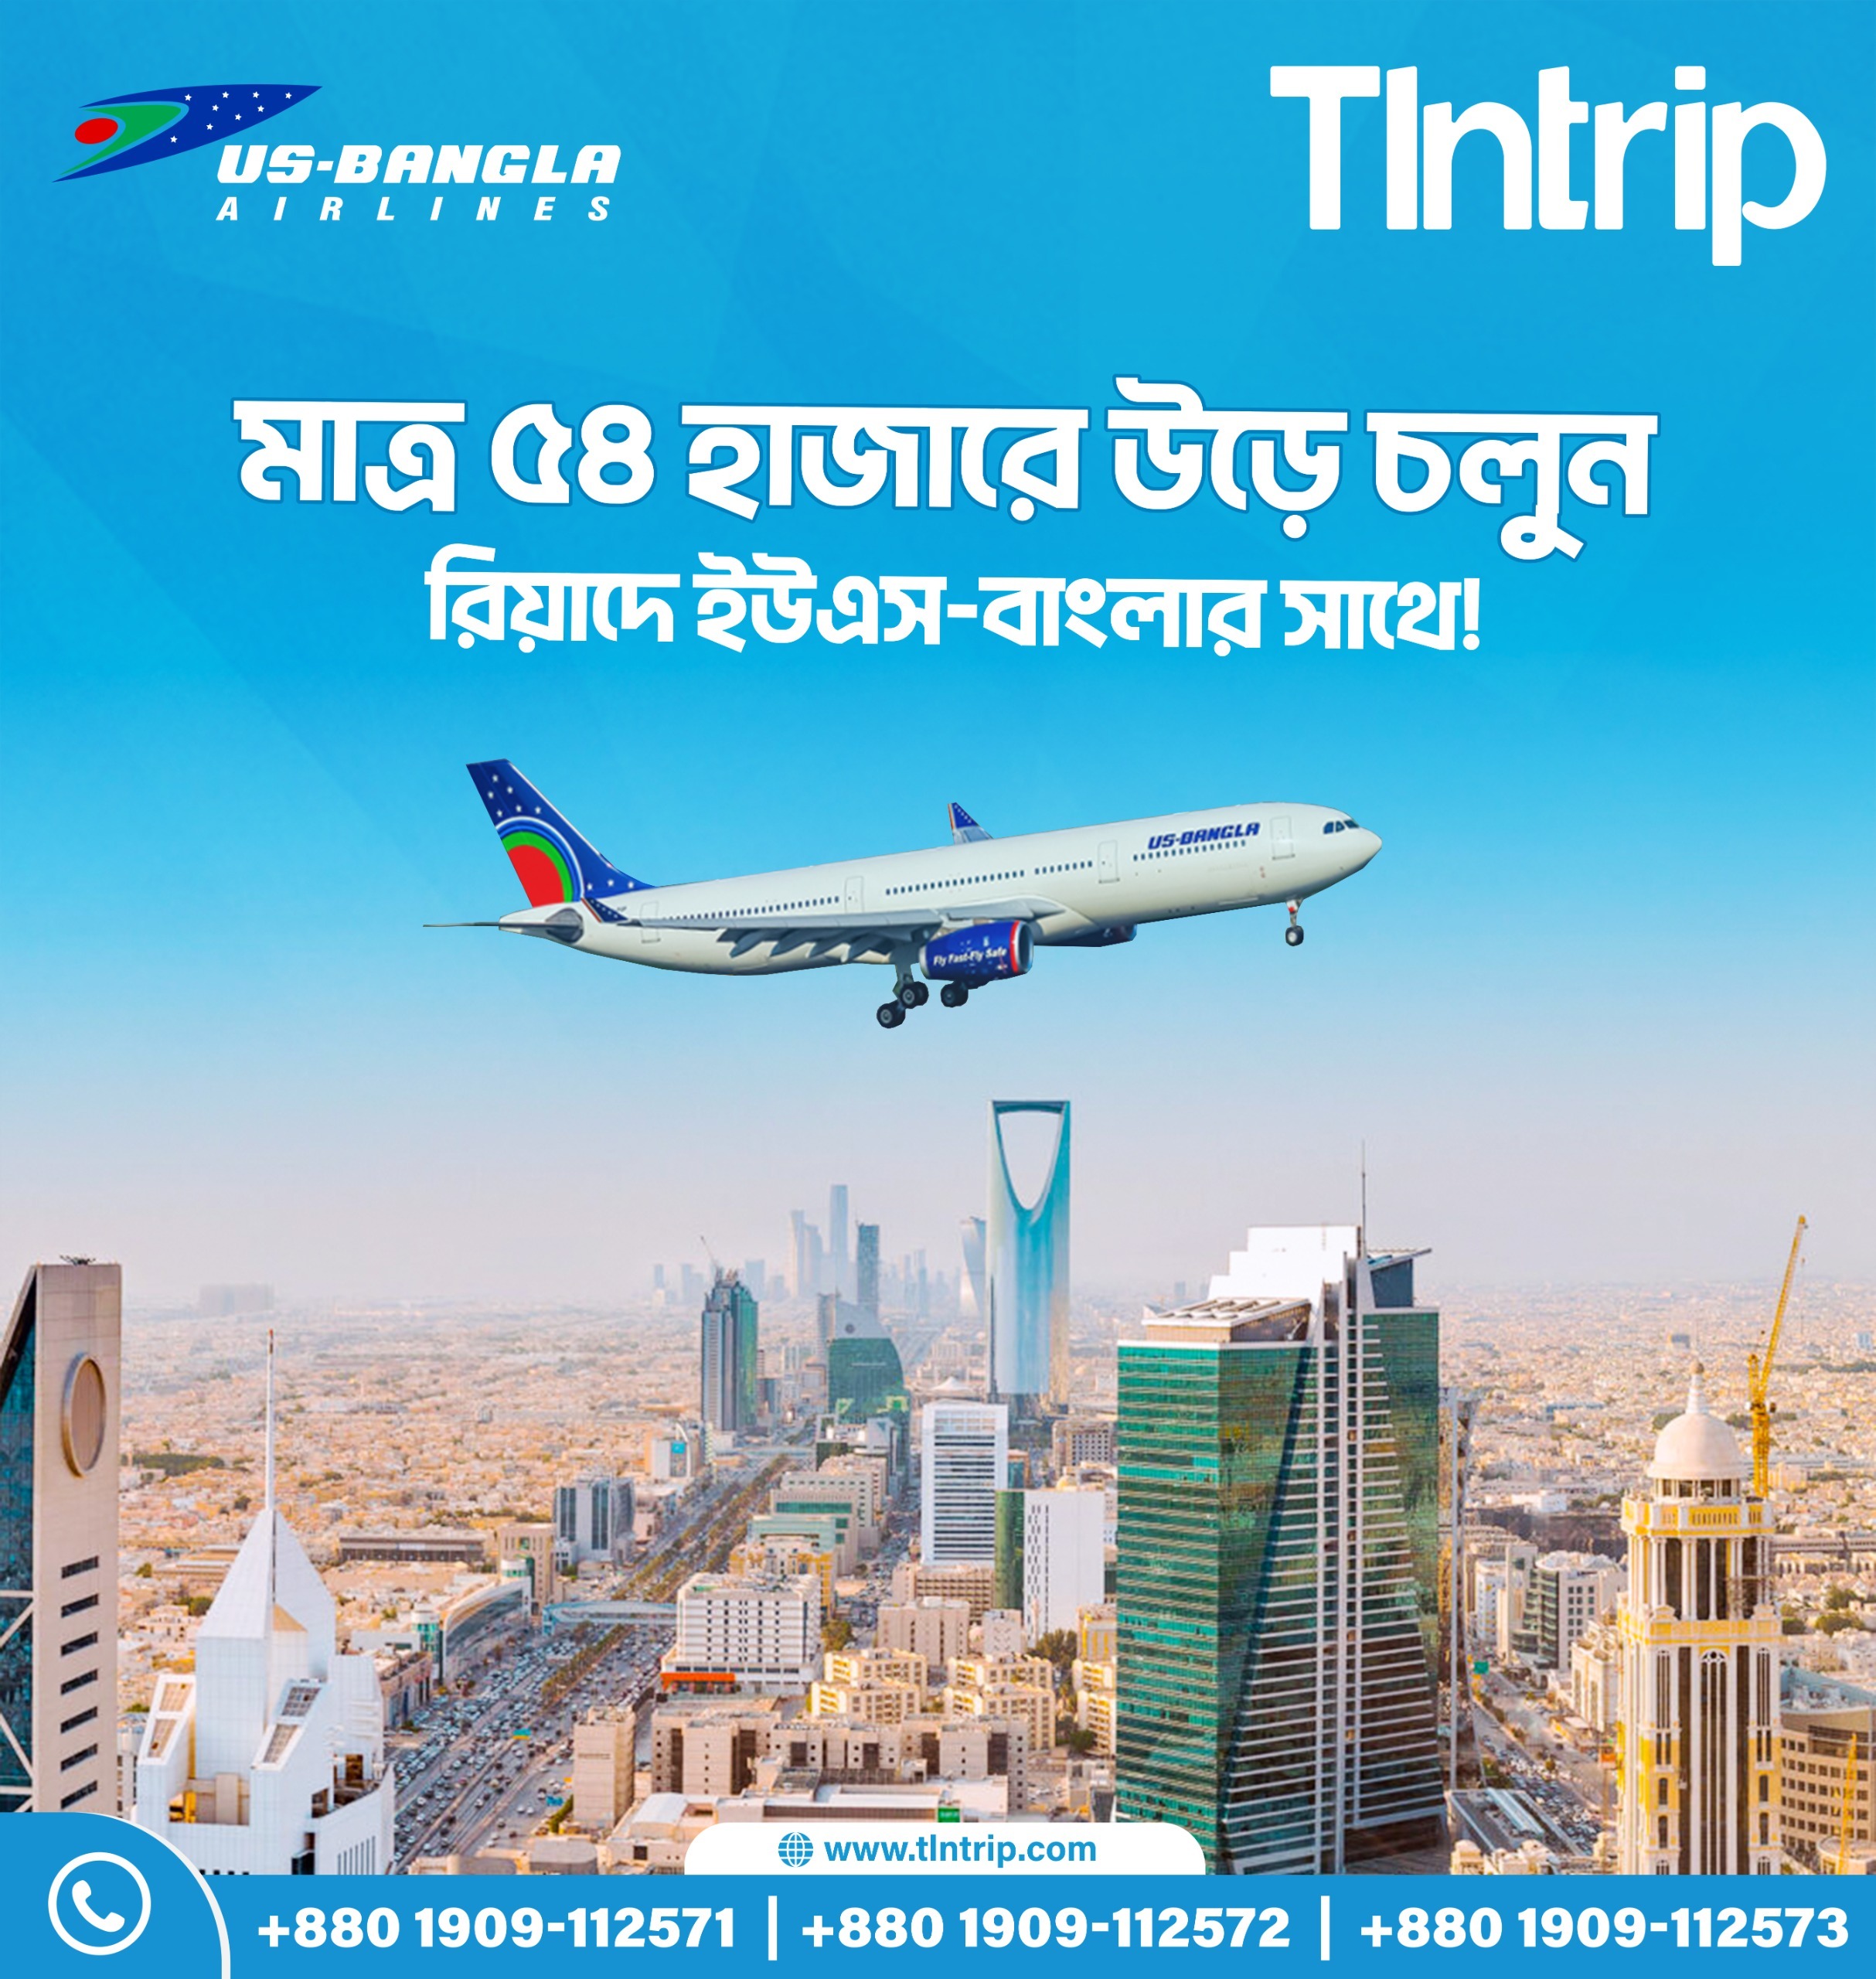 US-BANGLA
AIRLINES
TIntrip
মাত্র ৫৪ হাজারে উড়ে চলুন
রিয়াদে ইউএস-বাংলার সাথে!
US-BANGLA
Fly Fast-Fly Safe
www.tlntrip.com
+880 1909-112571 | +880 1909-112572 | +880 1909-112573